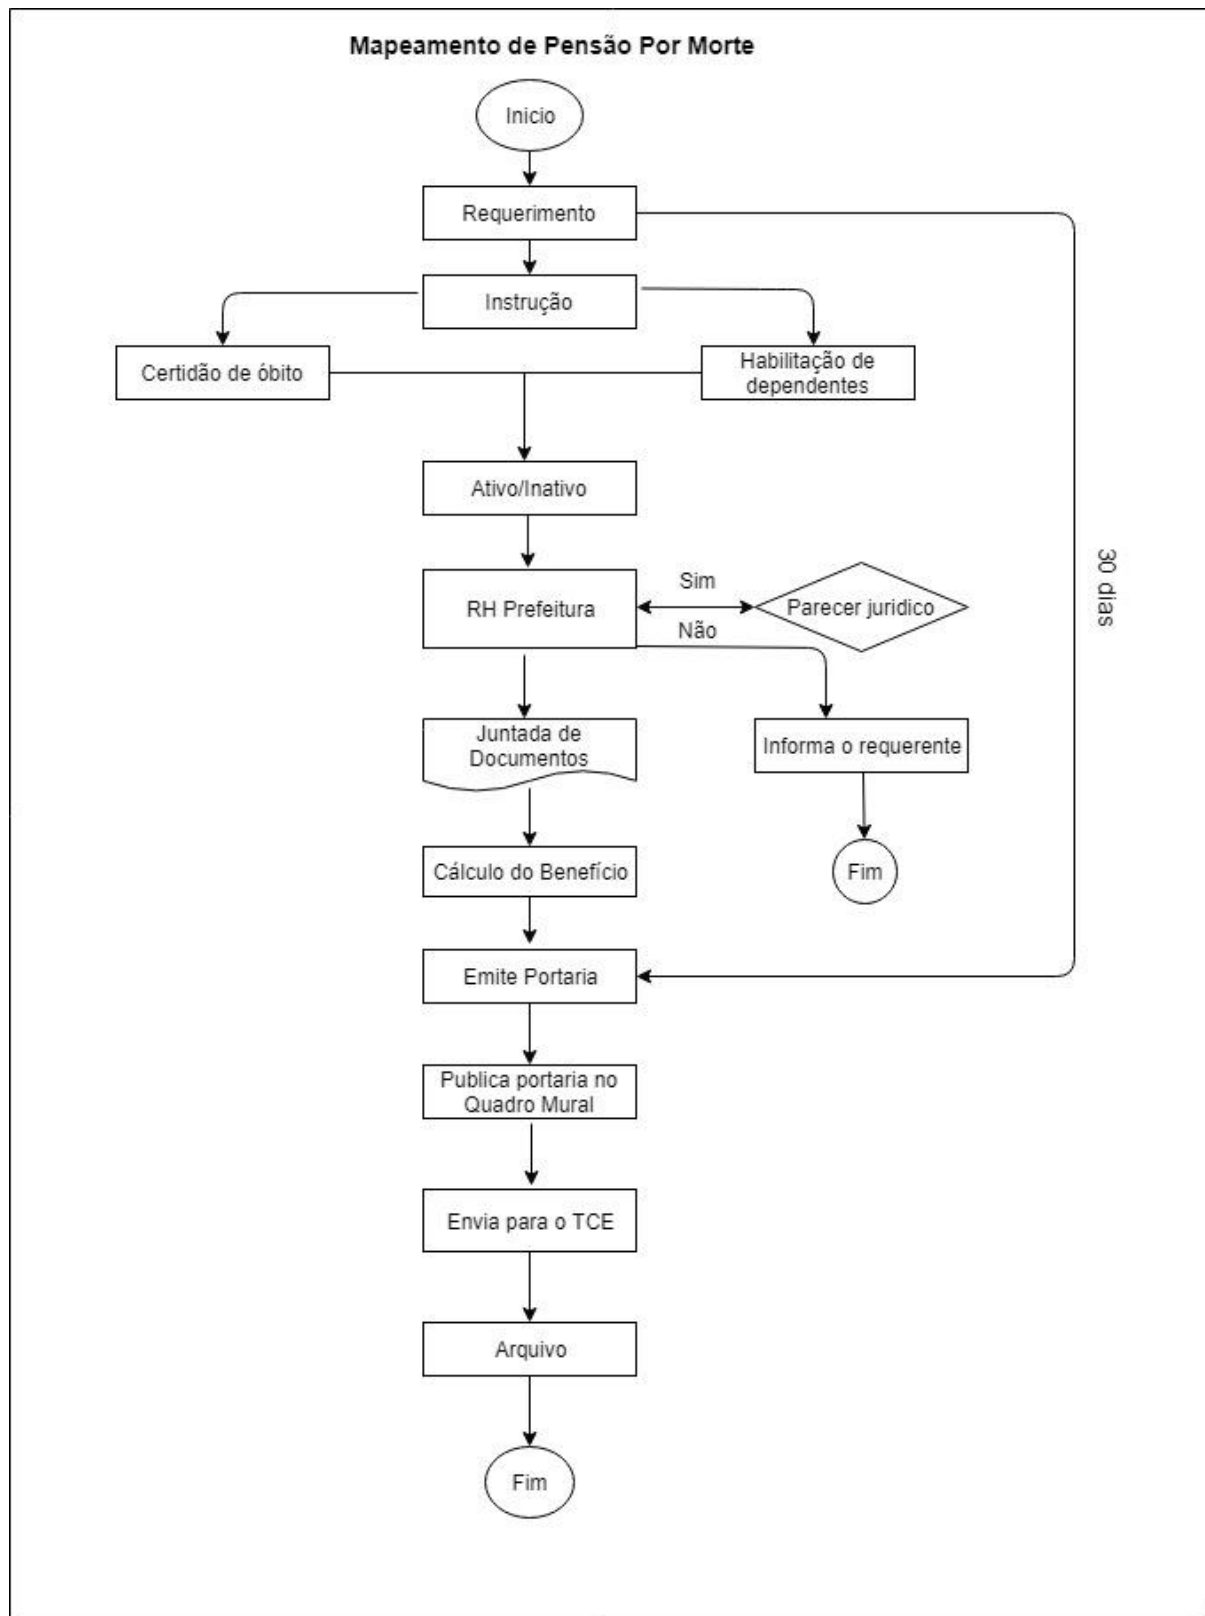 Mapeamento de Pensão Por Morte
Inicio
Requerimento
Instrução
Certidão de óbito
Habilitação de
dependentes
Ativo/Inativo
RH Prefeitura
Sim
Parecer juridico
Não
30 dias
Juntada de
Documentos
Informa o requerente
Cálculo do Benefício
Fim
Emite Portaria
Publica portaria no
Quadro Mural
Envia para o TCE
Arquivo
Fim